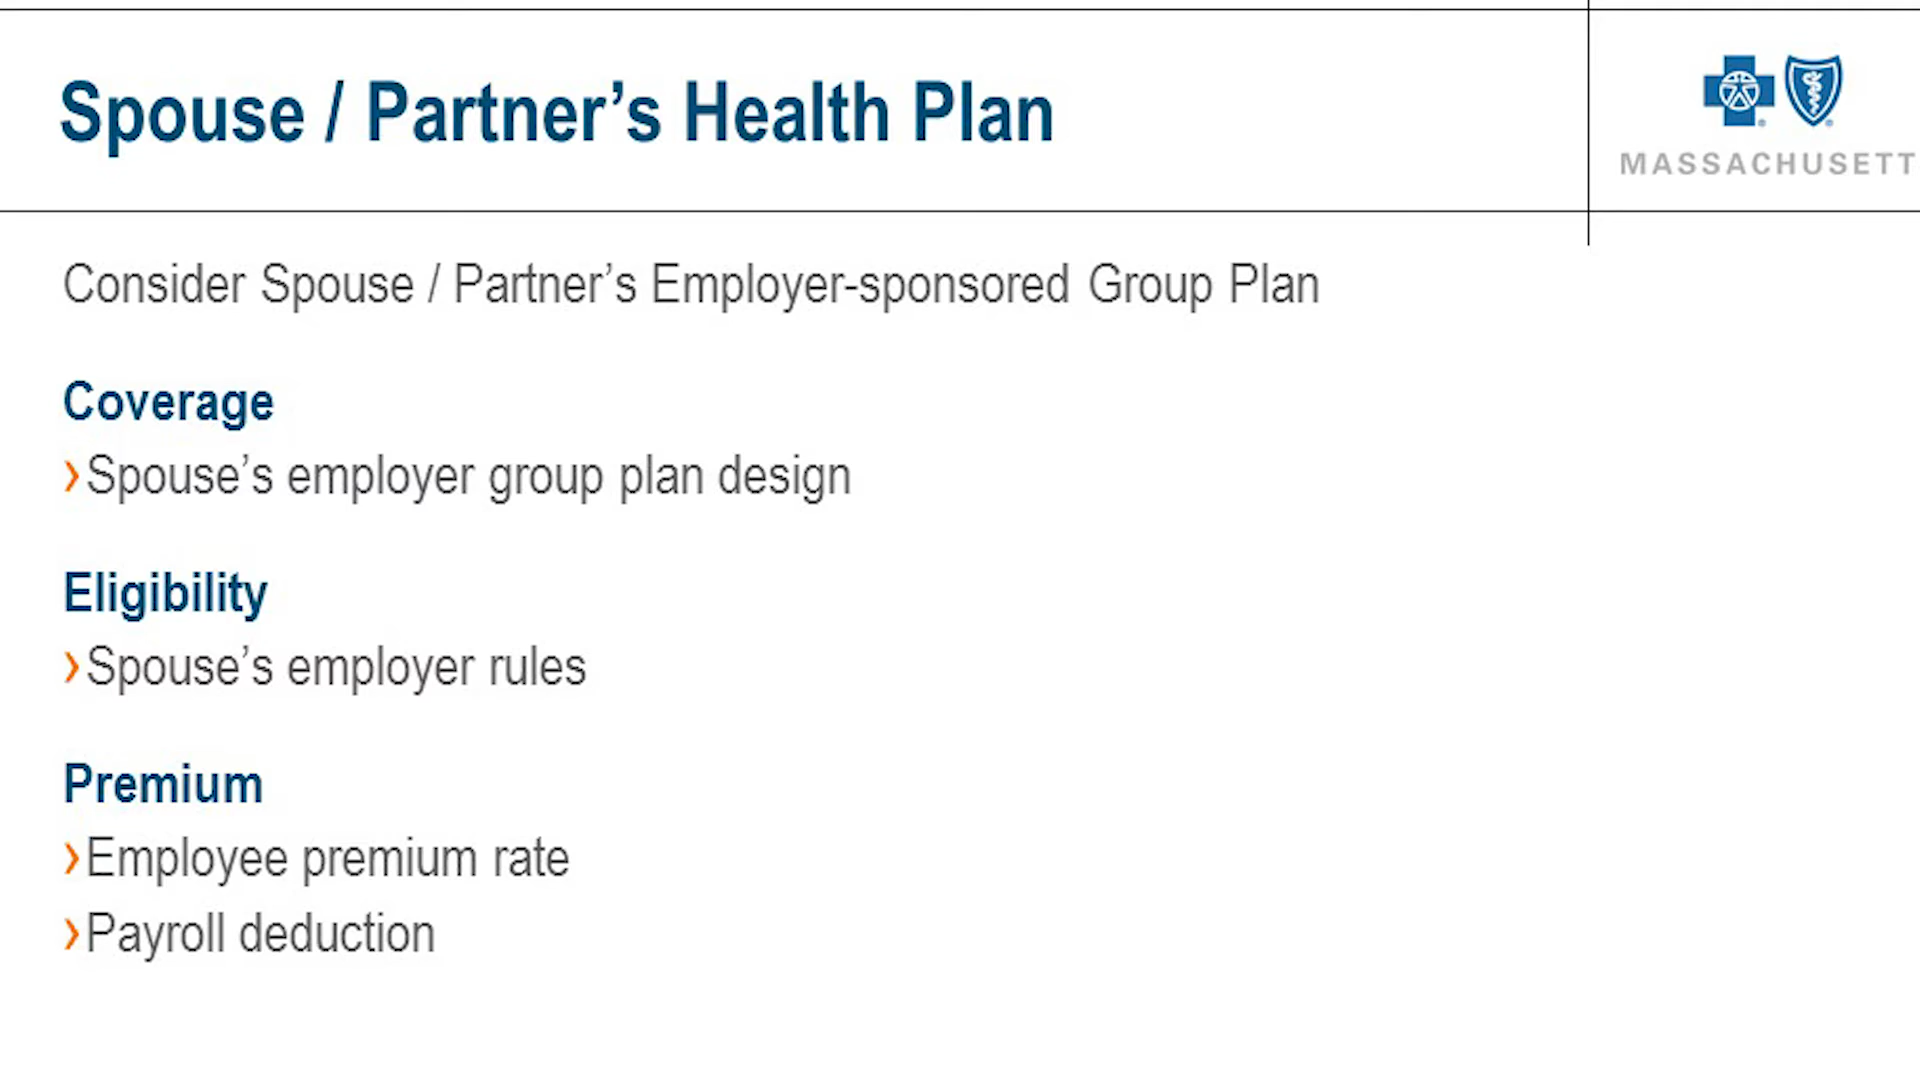 Spouse / Partner’s Health Plan
MASSACHUSETT
Consider Spouse / Partner’s Employer-sponsored Group Plan
Coverage
›Spouse’s employer group plan design
Eligibility
›Spouse’s employer rules
Premium
›Employee premium rate
›Payroll deduction